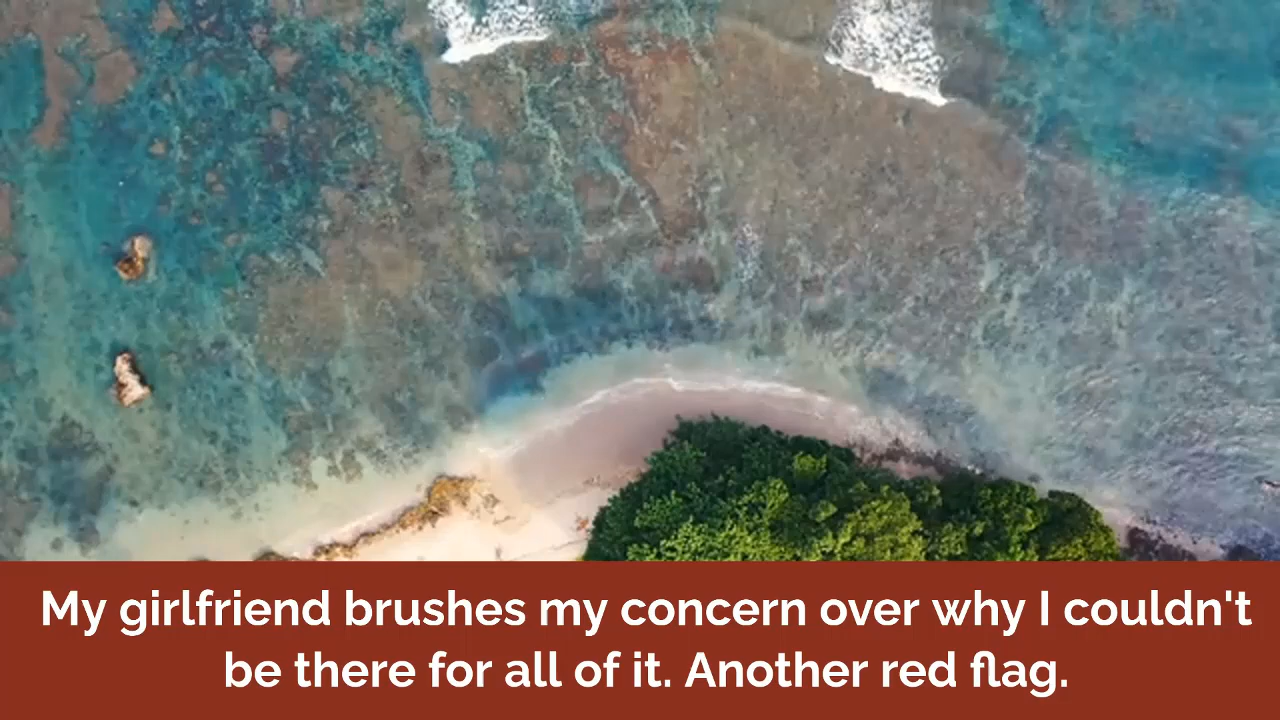 My girlfriend brushes my concern over why I couldn't
be there for all of it. Another red flag.